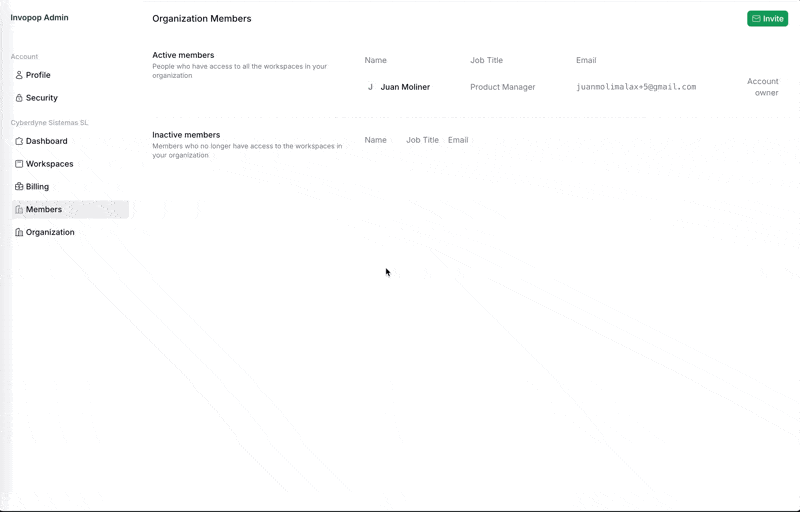 Invopop Admin
Organization Members
Invite
Account
Profile
Security
Cyberdyne Sistemas SL
Dashboard
Workspaces
Billing
Members
Organization
Active members
People who have access to all the workspaces in your
organization
Name Job Title Email
J Juan Moliner Product Manager juanmolimalax+5@gmail.com Account
owner
Inactive members
Members who no longer have access to the workspaces in
your organization
Name Job Title Email